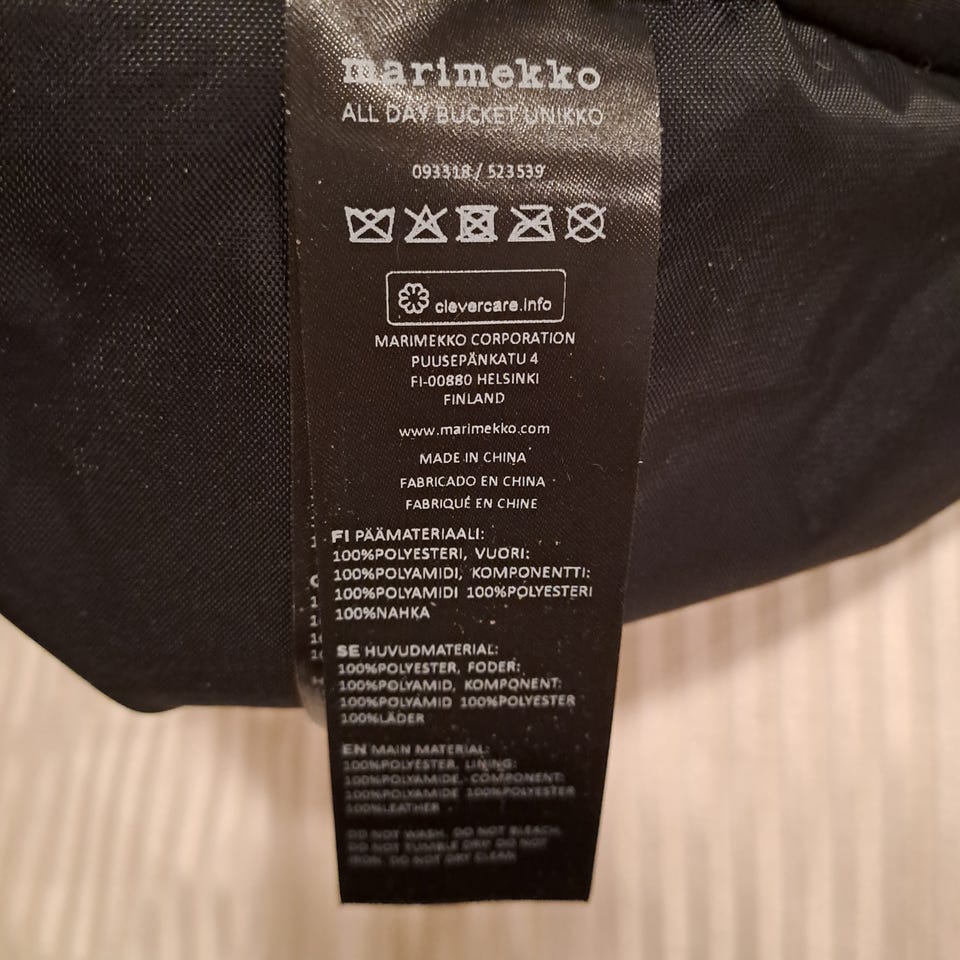 marimekko
ALL DAY BUCKET UNIKKO
093318 / 523539
clevercare.info
MARIMEKKO CORPORATION
PUUSEPÄNKATU 4
FI-00880 HELSINKI
FINLAND
www.marimekko.com
MADE IN CHINA
FABRICADO EN CHINA
FABRIQUÉ EN CHINE
FI PÄÄMATERIAALI:
100%POLYESTERI, VUORI:
100%POLYAMIDI, KOMPONENTTI:
100%POLYAMIDI 100%POLYESTERI
100%NAHKA
SE HUVUDMATERIAL:
100%POLYESTER, FODER:
100%POLYAMID, KOMPONENT:
100%POLYAMID 100%POLYESTER
100%LÄDER
EN MAIN MATERIAL:
100%POLYESTER, LINING:
100%POLYAMIDE, COMPONENT:
100%POLYAMIDE 100%POLYESTER
100%LEATHER
DO NOT WASH. DO NOT BLEACH.
DO NOT TUMBLE DRY. DO NOT
IRON. DO NOT DRY CLEAN.